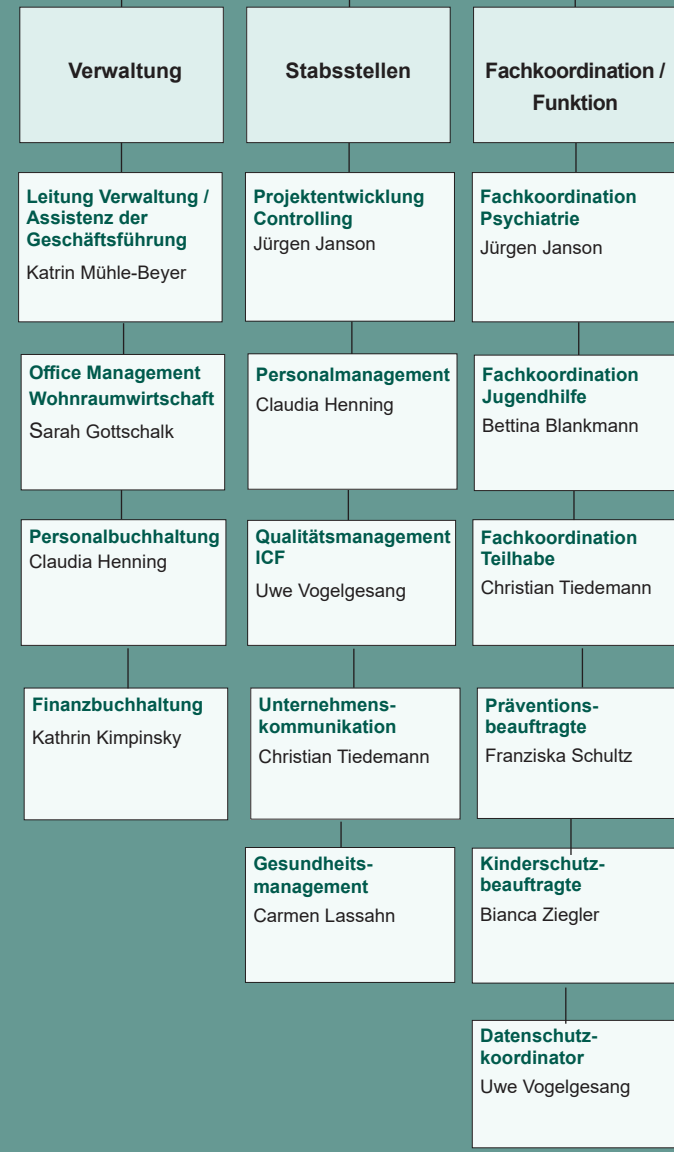 Verwaltung
Leitung Verwaltung /
Assistenz der
Geschäftsführung
Katrin Mühle-Beyer
Office Management
Wohnraumwirtschaft
Sarah Gottschalk
Personalbuchhaltung
Claudia Henning
Finanzbuchhaltung
Kathrin Kimpinsky
Stabsstellen
Projektentwicklung
Controlling
Jürgen Janson
Personalmanagement
Claudia Henning
Qualitätsmanagement
ICF
Uwe Vogelgesang
Unternehmens-
kommunikation
Christian Tiedemann
Gesundheits-
management
Carmen Lassahn
Fachkoordination /
Funktion
Fachkoordination
Psychiatrie
Jürgen Janson
Fachkoordination
Jugendhilfe
Bettina Blankmann
Fachkoordination
Teilhabe
Christian Tiedemann
Präventions-
beauftragte
Franziska Schultz
Kinderschutz-
beauftragte
Bianca Ziegler
Datenschutz-
koordinator
Uwe Vogelgesang